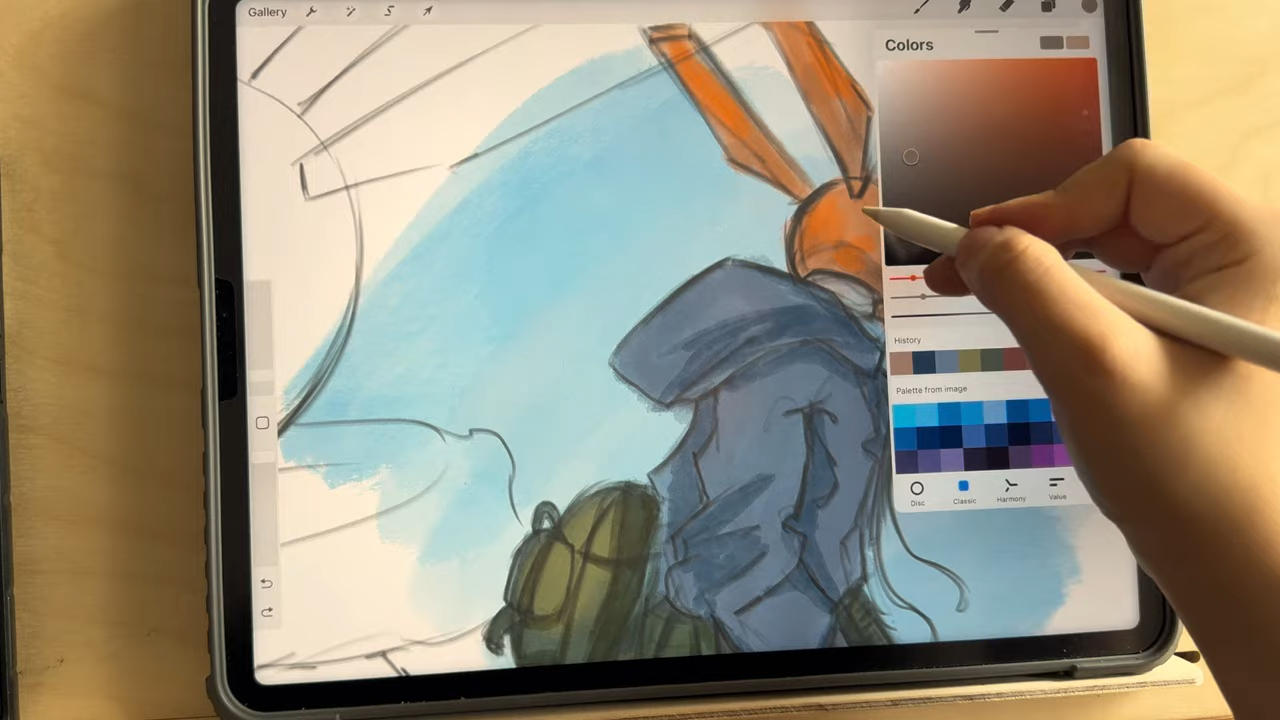 Gallery
Colors
History
Palette from image
Disc
Classic
Harmony
Value